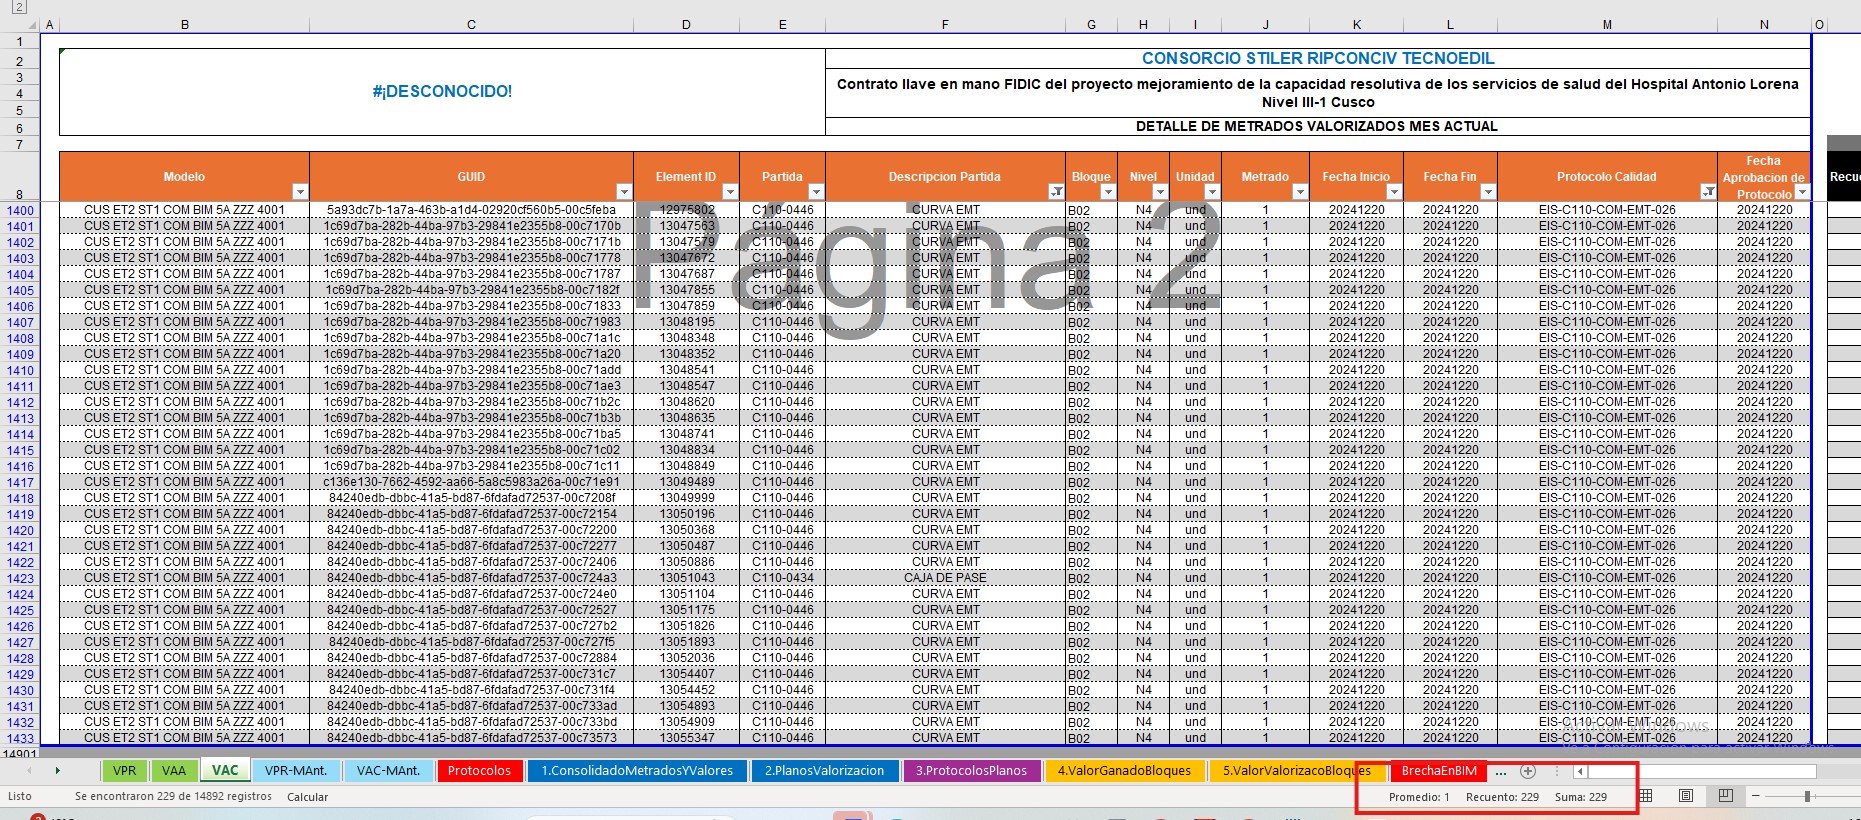 2
A B C D E F G H I J K L M N O
1
2 CONSORCIO STILER RIPCONCIV TECNOEDIL
3
#¡DESCONOCIDO!
4 Contrato llave en mano FIDIC del proyecto mejoramiento de la capacidad resolutiva de los servicios de salud del Hospital Antonio Lorena
5 Nivel III-1 Cusco
6 DETALLE DE METRADOS VALORIZADOS MES ACTUAL
7
8 Modelo GUID Element ID Partida Descripcion Partida Bloque Nivel Unidad Metrado Fecha Inicio Fecha Fin Protocolo Calidad Fecha Aprobacion de Protocolo
Página 2
1400 CUS ET2 ST1 COM BIM 5A ZZZ 4001 5a93dc7b-1a7a-463b-a1d4-02920cf560b5-00c5feba 12975802 C110-0446 CURVA EMT B02 N4 und 1 20241220 20241220 EIS-C110-COM-EMT-026 20241220
1401 CUS ET2 ST1 COM BIM 5A ZZZ 4001 1c69d7ba-282b-44ba-97b3-29841e2355b8-00c7170b 13047563 C110-0446 CURVA EMT B02 N4 und 1 20241220 20241220 EIS-C110-COM-EMT-026 20241220
1402 CUS ET2 ST1 COM BIM 5A ZZZ 4001 1c69d7ba-282b-44ba-97b3-29841e2355b8-00c7171b 13047579 C110-0446 CURVA EMT B02 N4 und 1 20241220 20241220 EIS-C110-COM-EMT-026 20241220
1403 CUS ET2 ST1 COM BIM 5A ZZZ 4001 1c69d7ba-282b-44ba-97b3-29841e2355b8-00c71778 13047672 C110-0446 CURVA EMT B02 N4 und 1 20241220 20241220 EIS-C110-COM-EMT-026 20241220
1404 CUS ET2 ST1 COM BIM 5A ZZZ 4001 1c69d7ba-282b-44ba-97b3-29841e2355b8-00c71787 13047687 C110-0446 CURVA EMT B02 N4 und 1 20241220 20241220 EIS-C110-COM-EMT-026 20241220
1405 CUS ET2 ST1 COM BIM 5A ZZZ 4001 1c69d7ba-282b-44ba-97b3-29841e2355b8-00c7182f 13047855 C110-0446 CURVA EMT B02 N4 und 1 20241220 20241220 EIS-C110-COM-EMT-026 20241220
1406 CUS ET2 ST1 COM BIM 5A ZZZ 4001 1c69d7ba-282b-44ba-97b3-29841e2355b8-00c71833 13047859 C110-0446 CURVA EMT B02 N4 und 1 20241220 20241220 EIS-C110-COM-EMT-026 20241220
1407 CUS ET2 ST1 COM BIM 5A ZZZ 4001 1c69d7ba-282b-44ba-97b3-29841e2355b8-00c71983 13048195 C110-0446 CURVA EMT B02 N4 und 1 20241220 20241220 EIS-C110-COM-EMT-026 20241220
1408 CUS ET2 ST1 COM BIM 5A ZZZ 4001 1c69d7ba-282b-44ba-97b3-29841e2355b8-00c71a1c 13048348 C110-0446 CURVA EMT B02 N4 und 1 20241220 20241220 EIS-C110-COM-EMT-026 20241220
1409 CUS ET2 ST1 COM BIM 5A ZZZ 4001 1c69d7ba-282b-44ba-97b3-29841e2355b8-00c71a20 13048352 C110-0446 CURVA EMT B02 N4 und 1 20241220 20241220 EIS-C110-COM-EMT-026 20241220
1410 CUS ET2 ST1 COM BIM 5A ZZZ 4001 1c69d7ba-282b-44ba-97b3-29841e2355b8-00c71add 13048541 C110-0446 CURVA EMT B02 N4 und 1 20241220 20241220 EIS-C110-COM-EMT-026 20241220
1411 CUS ET2 ST1 COM BIM 5A ZZZ 4001 1c69d7ba-282b-44ba-97b3-29841e2355b8-00c71ae3 13048547 C110-0446 CURVA EMT B02 N4 und 1 20241220 20241220 EIS-C110-COM-EMT-026 20241220
1412 CUS ET2 ST1 COM BIM 5A ZZZ 4001 1c69d7ba-282b-44ba-97b3-29841e2355b8-00c71b2c 13048620 C110-0446 CURVA EMT B02 N4 und 1 20241220 20241220 EIS-C110-COM-EMT-026 20241220
1413 CUS ET2 ST1 COM BIM 5A ZZZ 4001 1c69d7ba-282b-44ba-97b3-29841e2355b8-00c71b3b 13048635 C110-0446 CURVA EMT B02 N4 und 1 20241220 20241220 EIS-C110-COM-EMT-026 20241220
1414 CUS ET2 ST1 COM BIM 5A ZZZ 4001 1c69d7ba-282b-44ba-97b3-29841e2355b8-00c71ba5 13048741 C110-0446 CURVA EMT B02 N4 und 1 20241220 20241220 EIS-C110-COM-EMT-026 20241220
1415 CUS ET2 ST1 COM BIM 5A ZZZ 4001 1c69d7ba-282b-44ba-97b3-29841e2355b8-00c71c02 13048834 C110-0446 CURVA EMT B02 N4 und 1 20241220 20241220 EIS-C110-COM-EMT-026 20241220
1416 CUS ET2 ST1 COM BIM 5A ZZZ 4001 1c69d7ba-282b-44ba-97b3-29841e2355b8-00c71c11 13048849 C110-0446 CURVA EMT B02 N4 und 1 20241220 20241220 EIS-C110-COM-EMT-026 20241220
1417 CUS ET2 ST1 COM BIM 5A ZZZ 4001 c136e130-7662-4592-aa66-5a8c5983a26a-00c71e91 13049489 C110-0446 CURVA EMT B02 N4 und 1 20241220 20241220 EIS-C110-COM-EMT-026 20241220
1418 CUS ET2 ST1 COM BIM 5A ZZZ 4001 84240edb-dbbc-41a5-bd87-6fdafad72537-00c7208f 13049999 C110-0446 CURVA EMT B02 N4 und 1 20241220 20241220 EIS-C110-COM-EMT-026 20241220
1419 CUS ET2 ST1 COM BIM 5A ZZZ 4001 84240edb-dbbc-41a5-bd87-6fdafad72537-00c72154 13050196 C110-0446 CURVA EMT B02 N4 und 1 20241220 20241220 EIS-C110-COM-EMT-026 20241220
1420 CUS ET2 ST1 COM BIM 5A ZZZ 4001 84240edb-dbbc-41a5-bd87-6fdafad72537-00c72200 13050368 C110-0446 CURVA EMT B02 N4 und 1 20241220 20241220 EIS-C110-COM-EMT-026 20241220
1421 CUS ET2 ST1 COM BIM 5A ZZZ 4001 84240edb-dbbc-41a5-bd87-6fdafad72537-00c72277 13050487 C110-0446 CURVA EMT B02 N4 und 1 20241220 20241220 EIS-C110-COM-EMT-026 20241220
1422 CUS ET2 ST1 COM BIM 5A ZZZ 4001 84240edb-dbbc-41a5-bd87-6fdafad72537-00c72406 13050886 C110-0446 CURVA EMT B02 N4 und 1 20241220 20241220 EIS-C110-COM-EMT-026 20241220
1423 CUS ET2 ST1 COM BIM 5A ZZZ 4001 84240edb-dbbc-41a5-bd87-6fdafad72537-00c724a3 13051043 C110-0434 CAJA DE PASE B02 N4 und 1 20241220 20241220 EIS-C110-COM-EMT-026 20241220
1424 CUS ET2 ST1 COM BIM 5A ZZZ 4001 84240edb-dbbc-41a5-bd87-6fdafad72537-00c724e0 13051104 C110-0446 CURVA EMT B02 N4 und 1 20241220 20241220 EIS-C110-COM-EMT-026 20241220
1425 CUS ET2 ST1 COM BIM 5A ZZZ 4001 84240edb-dbbc-41a5-bd87-6fdafad72537-00c72527 13051175 C110-0446 CURVA EMT B02 N4 und 1 20241220 20241220 EIS-C110-COM-EMT-026 20241220
1426 CUS ET2 ST1 COM BIM 5A ZZZ 4001 84240edb-dbbc-41a5-bd87-6fdafad72537-00c727b2 13051826 C110-0446 CURVA EMT B02 N4 und 1 20241220 20241220 EIS-C110-COM-EMT-026 20241220
1427 CUS ET2 ST1 COM BIM 5A ZZZ 4001 84240edb-dbbc-41a5-bd87-6fdafad72537-00c727f5 13051893 C110-0446 CURVA EMT B02 N4 und 1 20241220 20241220 EIS-C110-COM-EMT-026 20241220
1428 CUS ET2 ST1 COM BIM 5A ZZZ 4001 84240edb-dbbc-41a5-bd87-6fdafad72537-00c72884 13052036 C110-0446 CURVA EMT B02 N4 und 1 20241220 20241220 EIS-C110-COM-EMT-026 20241220
1429 CUS ET2 ST1 COM BIM 5A ZZZ 4001 84240edb-dbbc-41a5-bd87-6fdafad72537-00c731c7 13054407 C110-0446 CURVA EMT B02 N4 und 1 20241220 20241220 EIS-C110-COM-EMT-026 20241220
1430 CUS ET2 ST1 COM BIM 5A ZZZ 4001 84240edb-dbbc-41a5-bd87-6fdafad72537-00c731f4 13054452 C110-0446 CURVA EMT B02 N4 und 1 20241220 20241220 EIS-C110-COM-EMT-026 20241220
1431 CUS ET2 ST1 COM BIM 5A ZZZ 4001 84240edb-dbbc-41a5-bd87-6fdafad72537-00c733ad 13054893 C110-0446 CURVA EMT B02 N4 und 1 20241220 20241220 EIS-C110-COM-EMT-026 20241220
1432 CUS ET2 ST1 COM BIM 5A ZZZ 4001 84240edb-dbbc-41a5-bd87-6fdafad72537-00c733bd 13054909 C110-0446 CURVA EMT B02 N4 und 1 20241220 20241220 EIS-C110-COM-EMT-026 20241220
1433 CUS ET2 ST1 COM BIM 5A ZZZ 4001 84240edb-dbbc-41a5-bd87-6fdafad72537-00c73573 13055347 C110-0446 CURVA EMT B02 N4 und 1 20241220 20241220 EIS-C110-COM-EMT-026 20241220
14901
VPR VAA VAC VPR-MAnt. VAC-MAnt. Protocolos 1.ConsolidadoMetradosYValores 2.PlanosValorizacion 3.ProtocolosPlanos 4.ValorGanadoBloques 5.ValorValorizacoBloques BrechaEnBIM ...
Listo Se encontraron 229 de 14892 registros Calcular Promedio: 1 Recuento: 229 Suma: 229